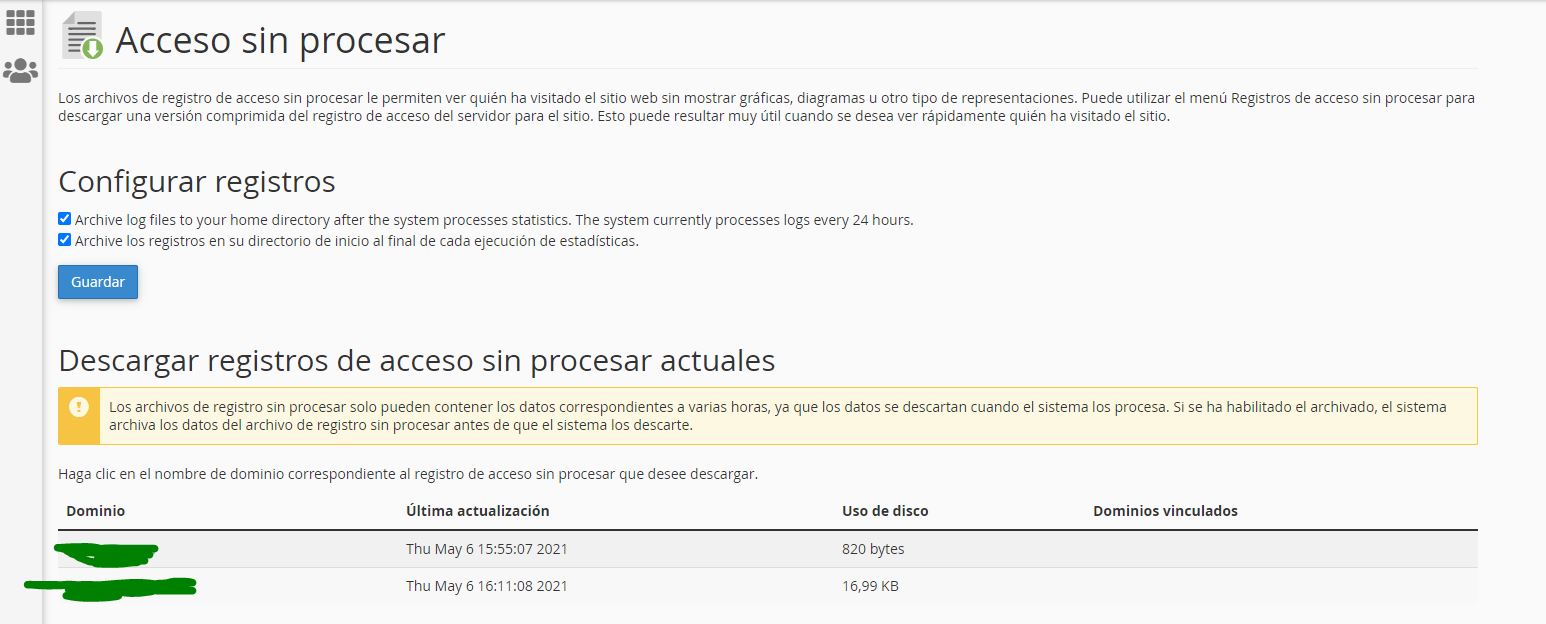 Acceso sin procesar
Los archivos de registro de acceso sin procesar le permiten ver quién ha visitado el sitio web sin mostrar gráficas, diagramas u otro tipo de representaciones. Puede utilizar el menú Registros de acceso sin procesar para
descargar una versión comprimida del registro de acceso del servidor para el sitio. Esto puede resultar muy útil cuando se desea ver rápidamente quién ha visitado el sitio.
Configurar registros
Archive log files to your home directory after the system processes statistics. The system currently processes logs every 24 hours.
Archive los registros en su directorio de inicio al final de cada ejecución de estadísticas.
Guardar
Descargar registros de acceso sin procesar actuales
Los archivos de registro sin procesar solo pueden contener los datos correspondientes a varias horas, ya que los datos se descartan cuando el sistema los procesa. Si se ha habilitado el archivado, el sistema
archiva los datos del archivo de registro sin procesar antes de que el sistema los descarte.
Haga clic en el nombre de dominio correspondiente al registro de acceso sin procesar que desee descargar.
Dominio Última actualización Uso de disco Dominios vinculados
Thu May 6 15:55:07 2021 820 bytes
Thu May 6 16:11:08 2021 16,99 KB